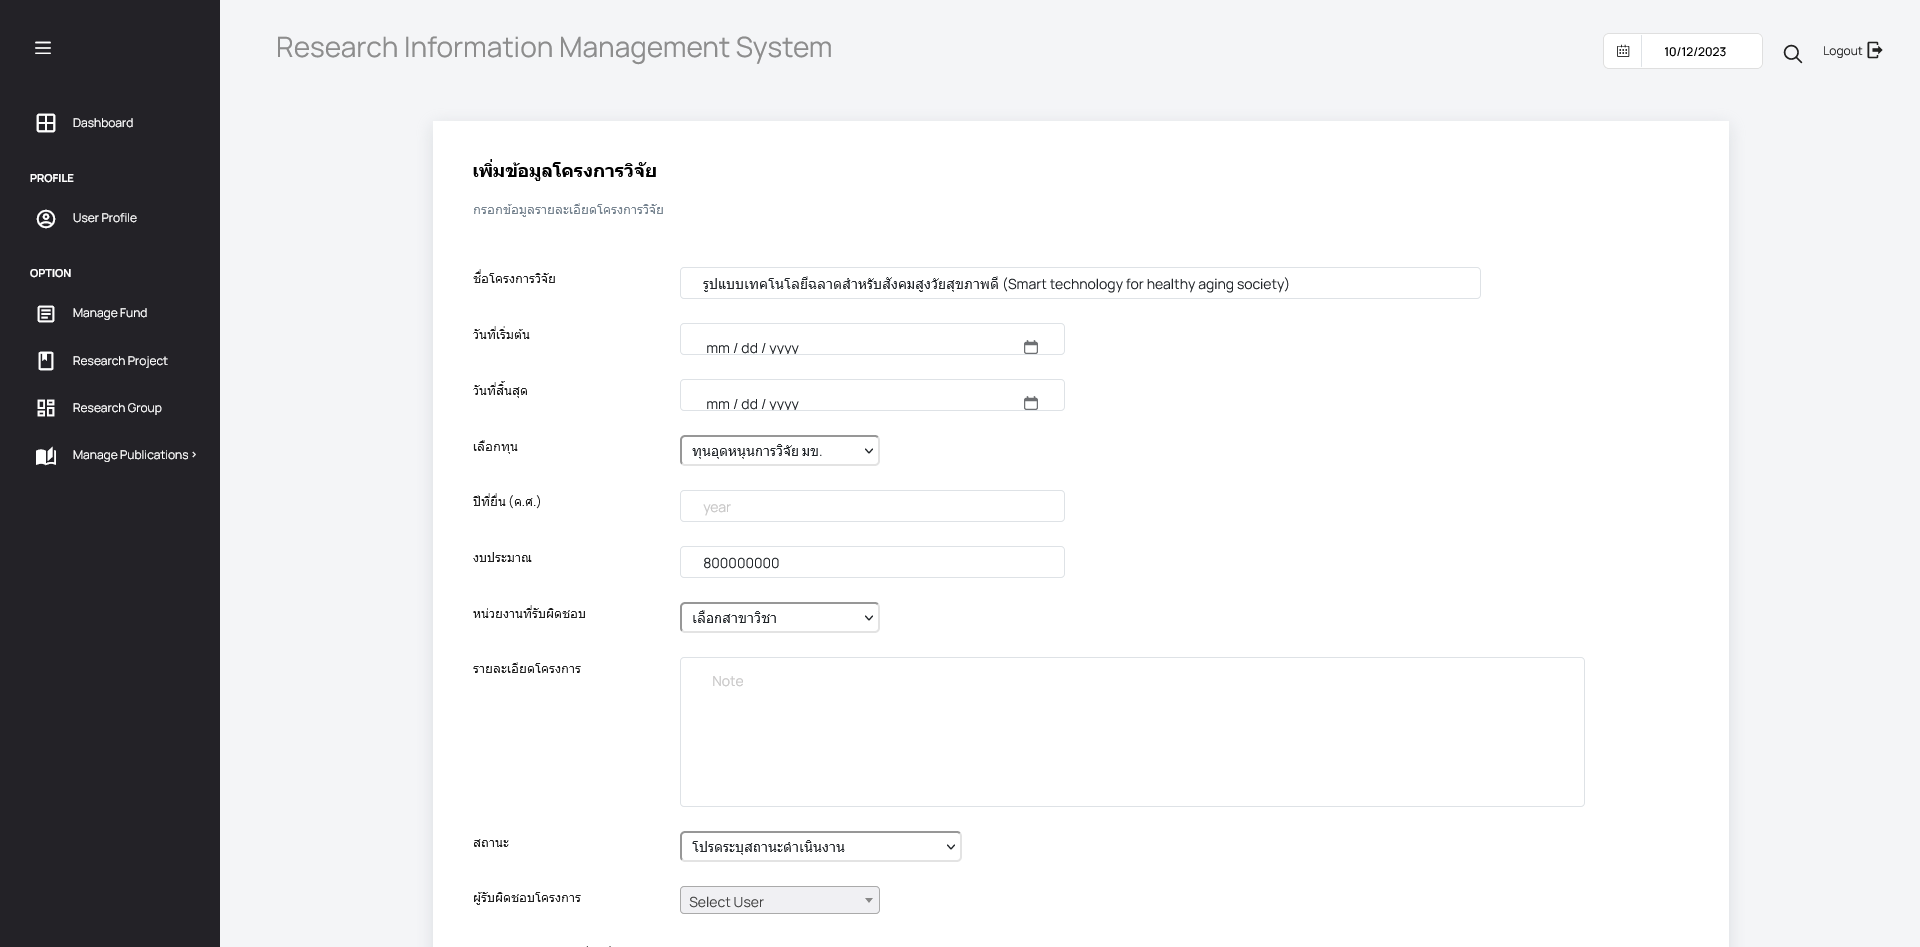 Research Information Management System
10/12/2023
Logout
Dashboard
PROFILE
User Profile
OPTION
Manage Fund
Research Project
Research Group
Manage Publications ›
เพิ่มข้อมูลโครงการวิจัย
กรอกข้อมูลรายละเอียดโครงการวิจัย
ชื่อโครงการวิจัย
รูปแบบเทคโนโลยีฉลาดสำหรับสังคมสูงวัยสุขภาพดี (Smart technology for healthy aging society)
วันที่เริ่มต้น
mm / dd / yyyy
วันที่สิ้นสุด
mm / dd / yyyy
เลือกทุน
ทุนอุดหนุนการวิจัย มข.
ปีที่ยื่น (ค.ศ.)
year
งบประมาณ
800000000
หน่วยงานที่รับผิดชอบ
เลือกสาขาวิชา
รายละเอียดโครงการ
Note
สถานะ
โปรดระบุสถานะดำเนินงาน
ผู้รับผิดชอบโครงการ
Select User